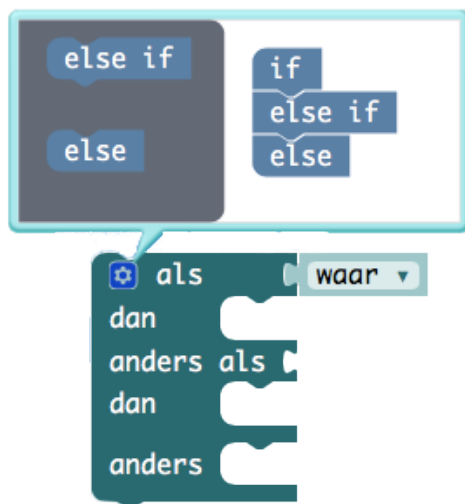 else if
else
if
else if
else
als waar
dan
anders als
dan
anders